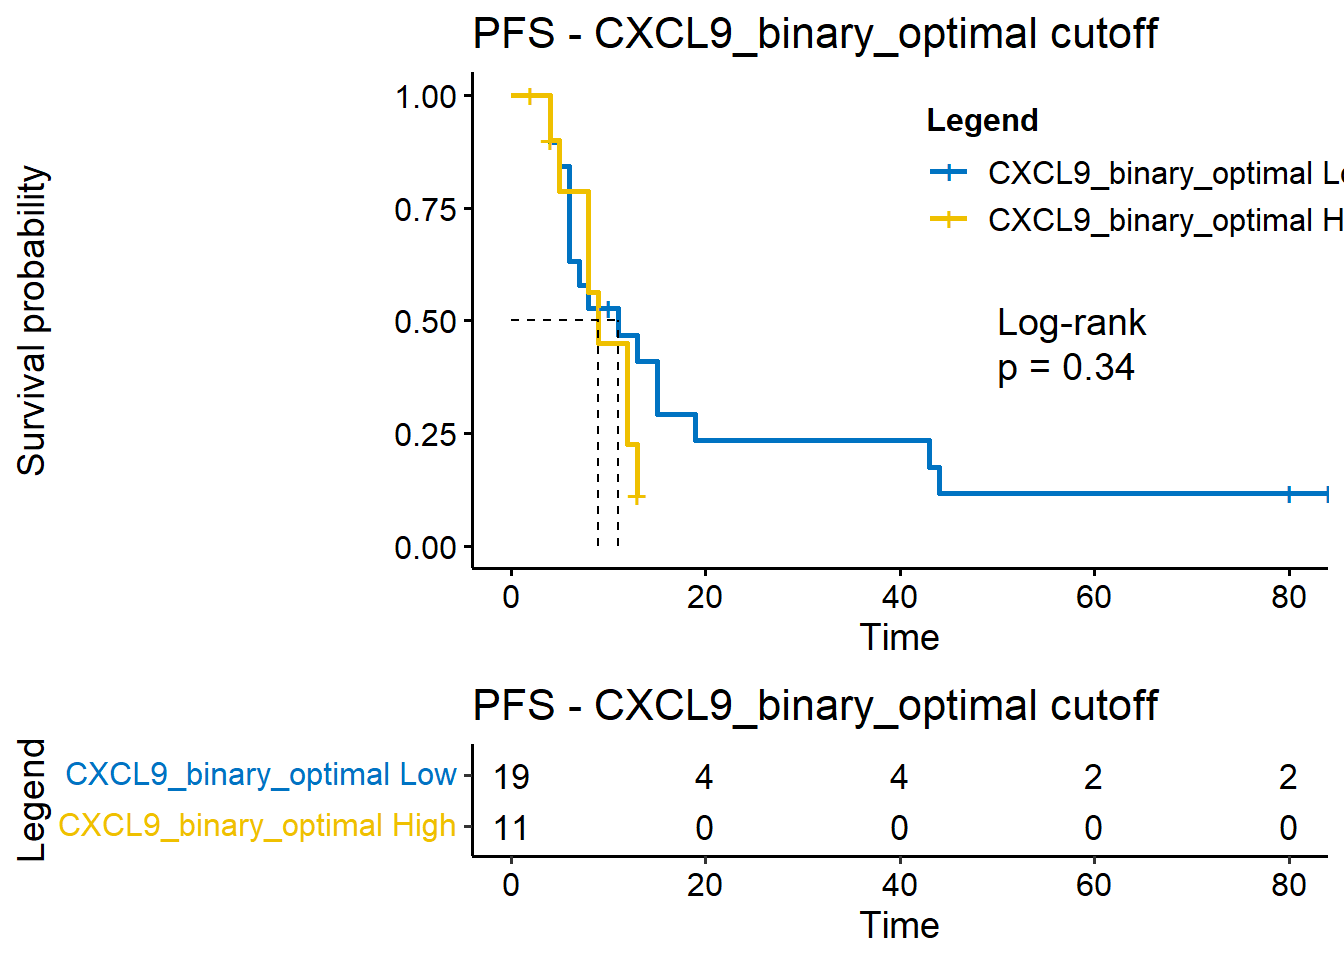 PFS - CXCL9_binary_optimal cutoff
Survival probability
1.00
0.75
0.50
0.25
0.00
Legend
CXCL9_binary_optimal Lo
CXCL9_binary_optimal H
Log-rank
p = 0.34
0 20 40 60 80
Time
PFS - CXCL9_binary_optimal cutoff
Legend
CXCL9_binary_optimal Low 19 4 4 2 2
CXCL9_binary_optimal High 11 0 0 0 0
0 20 40 60 80
Time